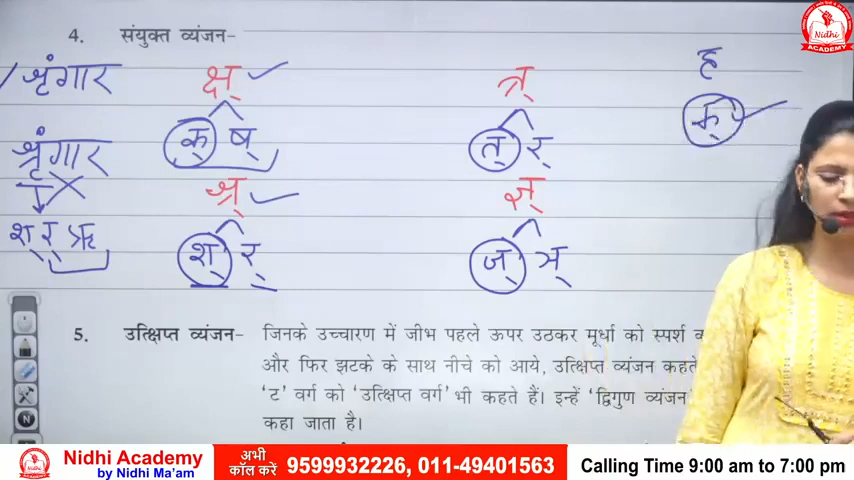 4. संयुक्त व्यंजन-
शृंगार
क्ष्
त्र्
ह
क् ष्
त् र्
क्
श्रृंगार
श्र्
ज्ञ्
श् र् ऋ
श् र्
ज् ञ्
5. उत्क्षिप्त व्यंजन- जिनके उच्चारण में जीभ पहले ऊपर उठकर मूर्धा को स्पर्श
और फिर झटके के साथ नीचे को आये, उत्क्षिप्त व्यंजन कहते
'ट' वर्ग को 'उत्क्षिप्त वर्ग' भी कहते हैं। इन्हें 'द्विगुण व्यंजन
कहा जाता है।
Nidhi
ACADEMY
Nidhi Academy
by Nidhi Ma'am
अभी
कॉल करें
9599932226, 011-49401563
Calling Time 9:00 am to 7:00 pm